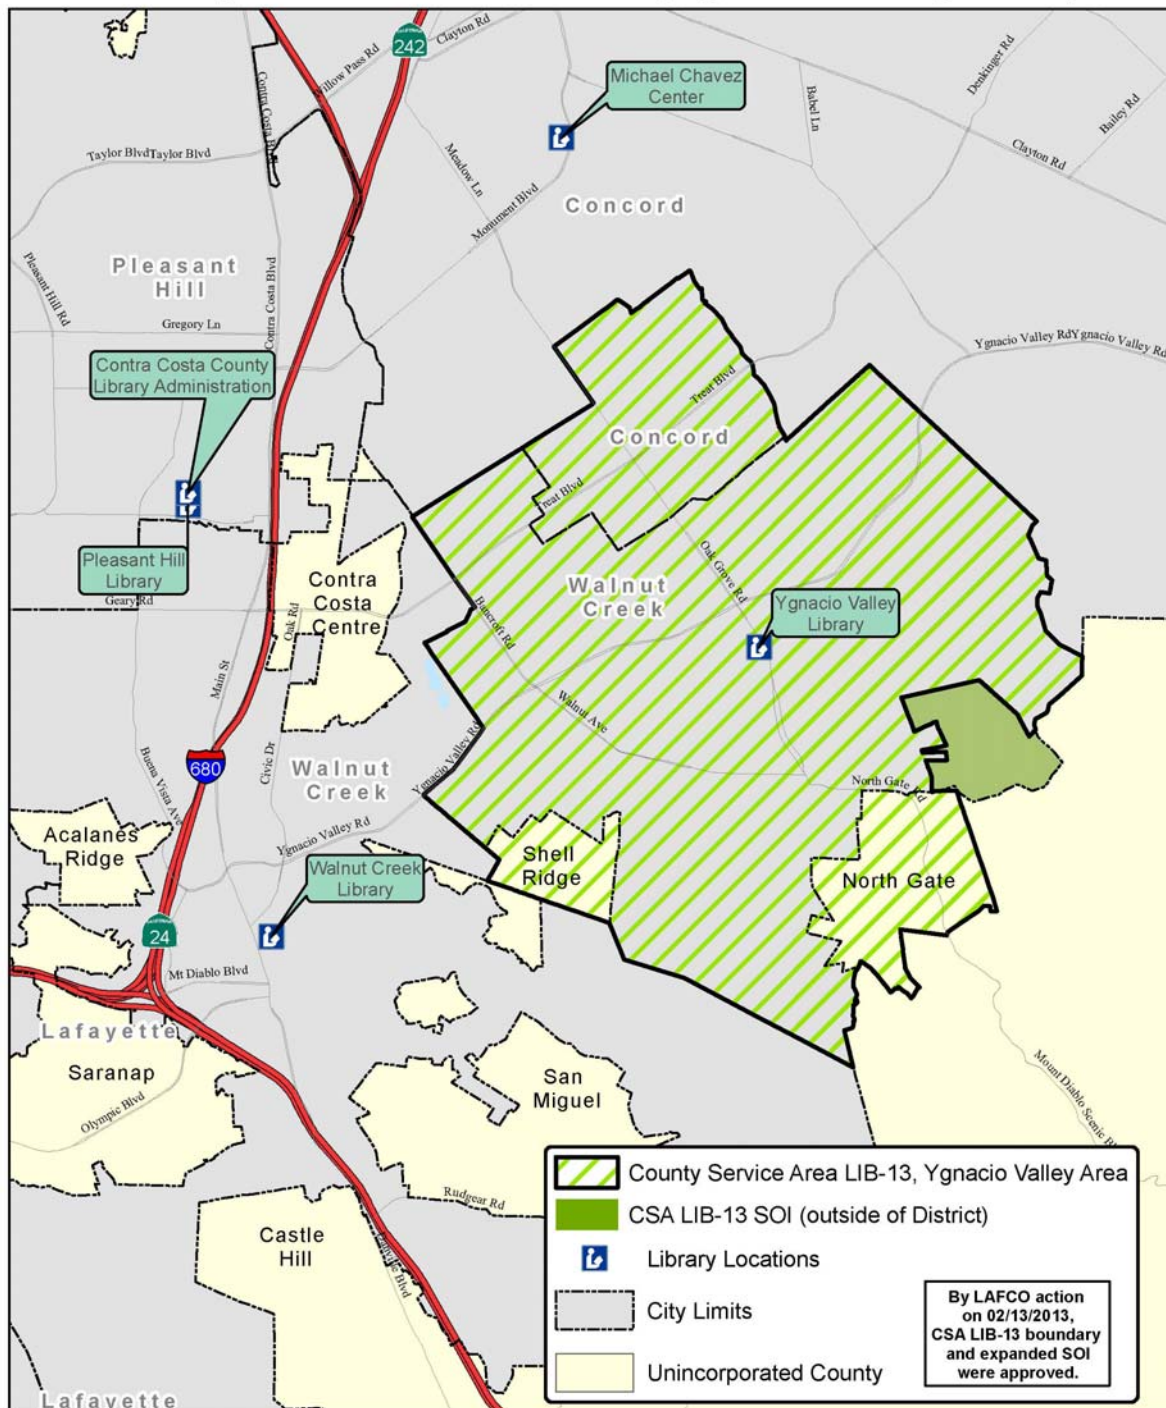 242
Clayton Rd
Willow Pass Rd
Contra Costa Blvd
Michael Chavez
Center
Denkinger Rd
Babel Ln
Bailey Rd
Clayton Rd
Taylor BlvdTaylor Blvd
Meadow Ln
Monument Blvd
Concord
Pleasant
Hill
Pleasant Hill Rd
Contra Costa Blvd
Gregory Ln
Ygnacio Valley RdYgnacio Valley Rd
Contra Costa County
Library Administration
Treat Blvd
Concord
Treat Blvd
Pleasant Hill
Library
Geary Rd
Contra
Costa
Centre
Oak Rd
Oak Grove Rd
Walnut
Creek
Bancroft Rd
Ygnacio Valley
Library
Main St
Walnut Ave
Civic Dr
Ygnacio Valley Rd
680
Buena Vista Ave
Walnut
Creek
North Gate Rd
Acalanes
Ridge
Ygnacio Valley Rd
Shell
Ridge
Walnut Creek
Library
North Gate
24
Mt Diablo Blvd
Lafayette
Saranap
San
Miguel
Olympic Blvd
Mount Diablo Scenic
Rudgear Rd
Castle
Hill
Lafayette
County Service Area LIB-13, Ygnacio Valley Area
CSA LIB-13 SOI (outside of District)
Library Locations
City Limits
Unincorporated County
By LAFCO action
on 02/13/2013,
CSA LIB-13 boundary
and expanded SOI
were approved.